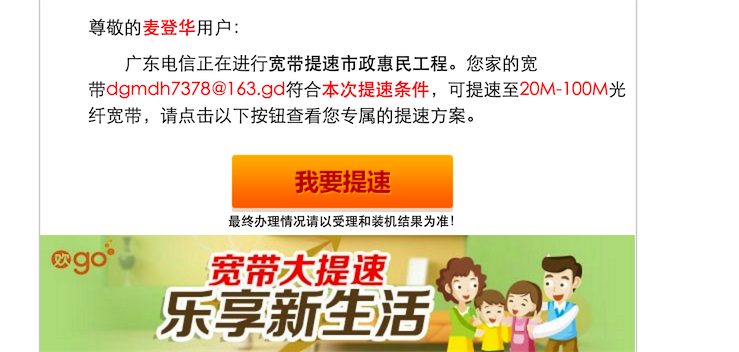 尊敬的麦登华用户：
广东电信正在进行宽带提速市政惠民工程。您家的宽
带dgmdh7378@163.gd符合本次提速条件，可提速至20M-100M光
纤宽带，请点击以下按钮查看您专属的提速方案。
我要提速
最终办理情况请以受理和装机结果为准！
欢go
宽带大提速
乐享新生活